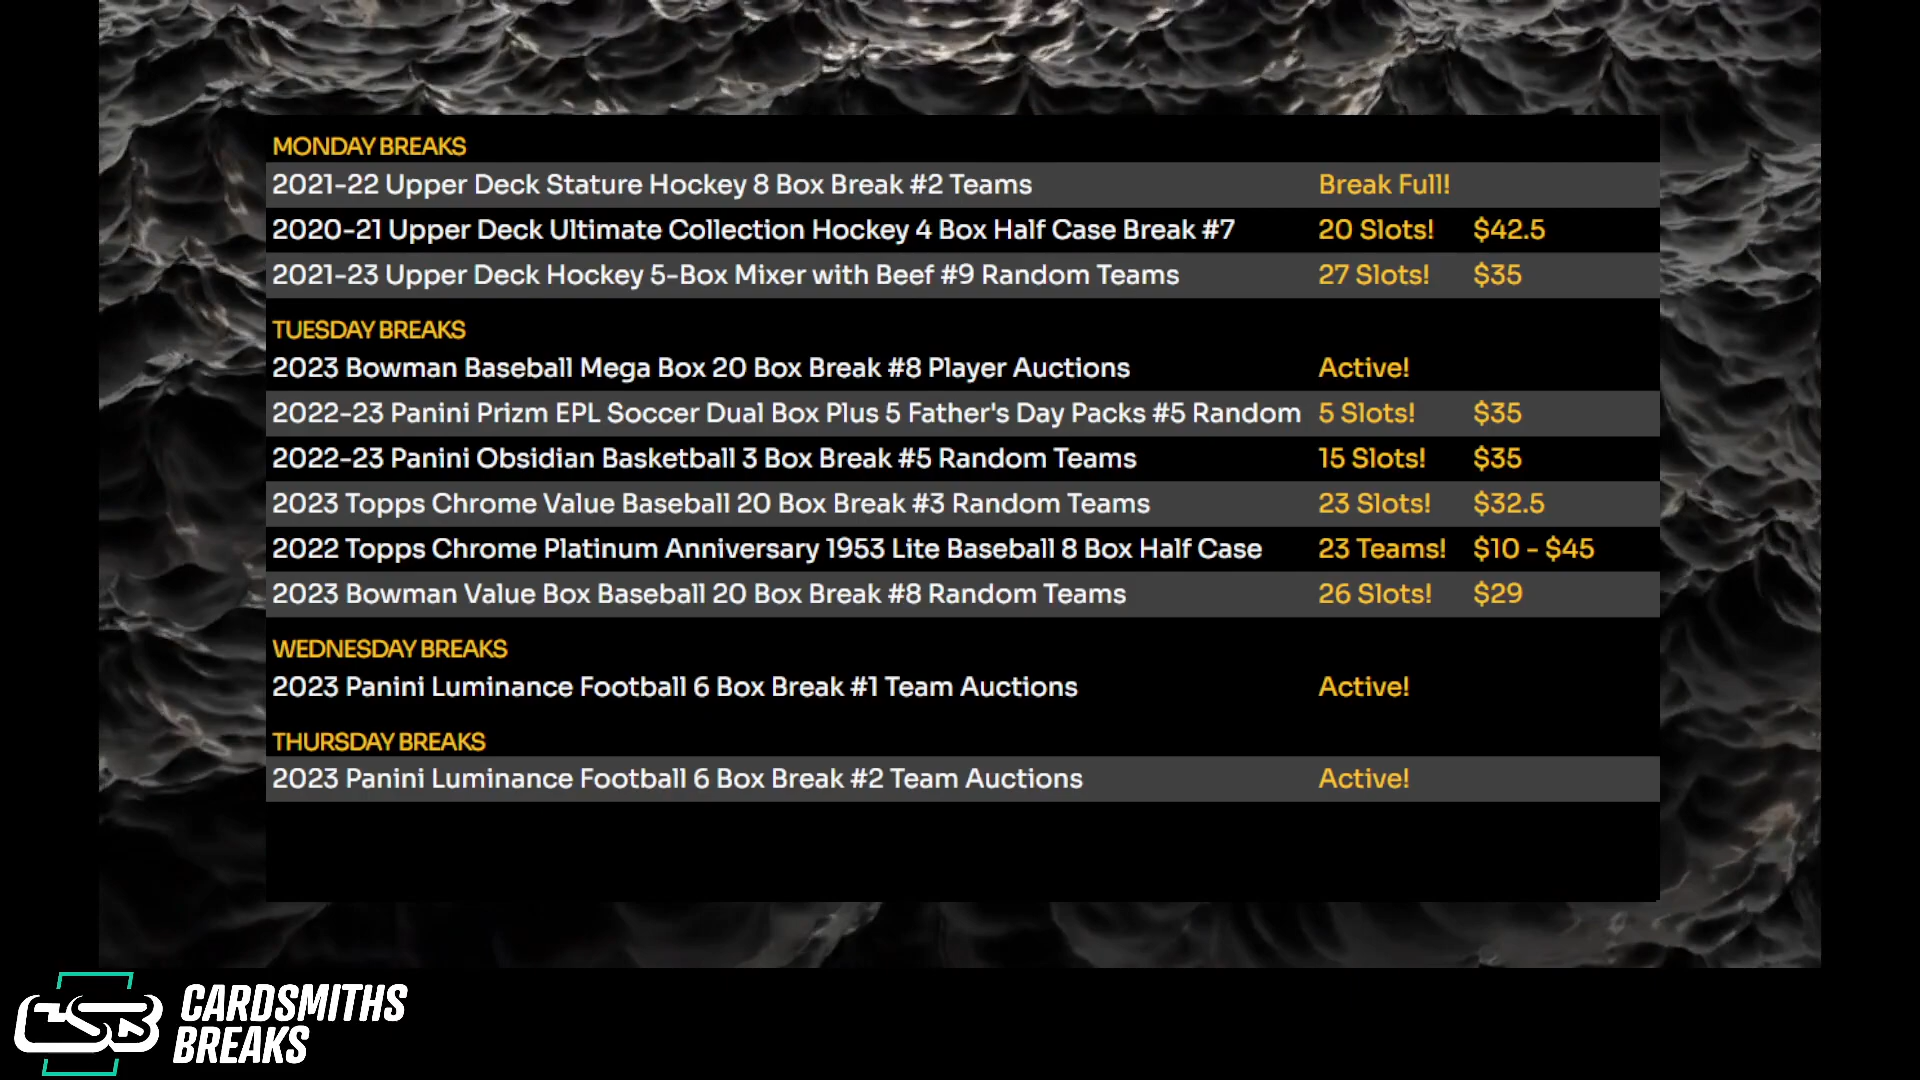 MONDAY BREAKS
2021-22 Upper Deck Stature Hockey 8 Box Break #2 Teams Break Full!
2020-21 Upper Deck Ultimate Collection Hockey 4 Box Half Case Break #7 20 Slots! $42.5
2021-23 Upper Deck Hockey 5-Box Mixer with Beef #9 Random Teams 27 Slots! $35
TUESDAY BREAKS
2023 Bowman Baseball Mega Box 20 Box Break #8 Player Auctions Active!
2022-23 Panini Prizm EPL Soccer Dual Box Plus 5 Father's Day Packs #5 Random 5 Slots! $35
2022-23 Panini Obsidian Basketball 3 Box Break #5 Random Teams 15 Slots! $35
2023 Topps Chrome Value Baseball 20 Box Break #3 Random Teams 23 Slots! $32.5
2022 Topps Chrome Platinum Anniversary 1953 Lite Baseball 8 Box Half Case 23 Teams! $10 - $45
2023 Bowman Value Box Baseball 20 Box Break #8 Random Teams 26 Slots! $29
WEDNESDAY BREAKS
2023 Panini Luminance Football 6 Box Break #1 Team Auctions Active!
THURSDAY BREAKS
2023 Panini Luminance Football 6 Box Break #2 Team Auctions Active!
CSB CARDSMITHS
BREAKS